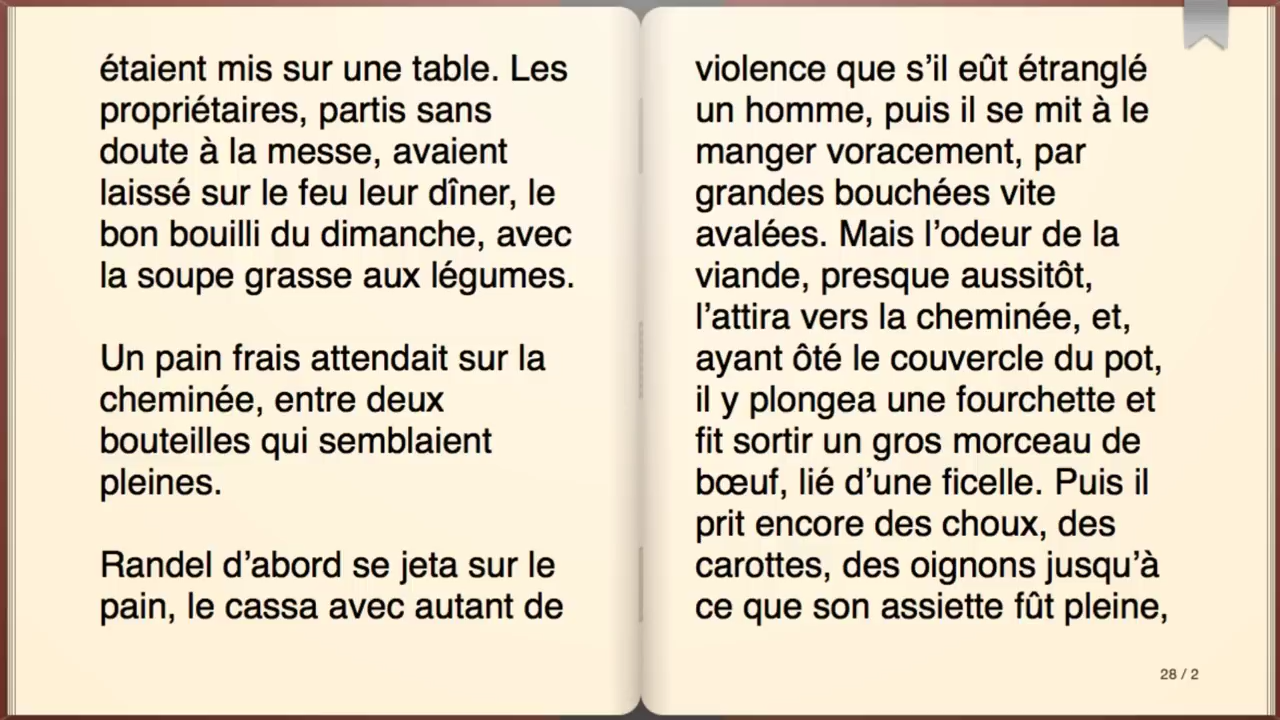 étaient mis sur une table. Les
propriétaires, partis sans
doute à la messe, avaient
laissé sur le feu leur dîner, le
bon bouilli du dimanche, avec
la soupe grasse aux légumes.
Un pain frais attendait sur la
cheminée, entre deux
bouteilles qui semblaient
pleines.
Randel d’abord se jeta sur le
pain, le cassa avec autant de
violence que s’il eût étranglé
un homme, puis il se mit à le
manger voracement, par
grandes bouchées vite
avalées. Mais l’odeur de la
viande, presque aussitôt,
l’attira vers la cheminée, et,
ayant ôté le couvercle du pot,
il y plongea une fourchette et
fit sortir un gros morceau de
bœuf, lié d’une ficelle. Puis il
prit encore des choux, des
carottes, des oignons jusqu’à
ce que son assiette fût pleine,
28 / 2